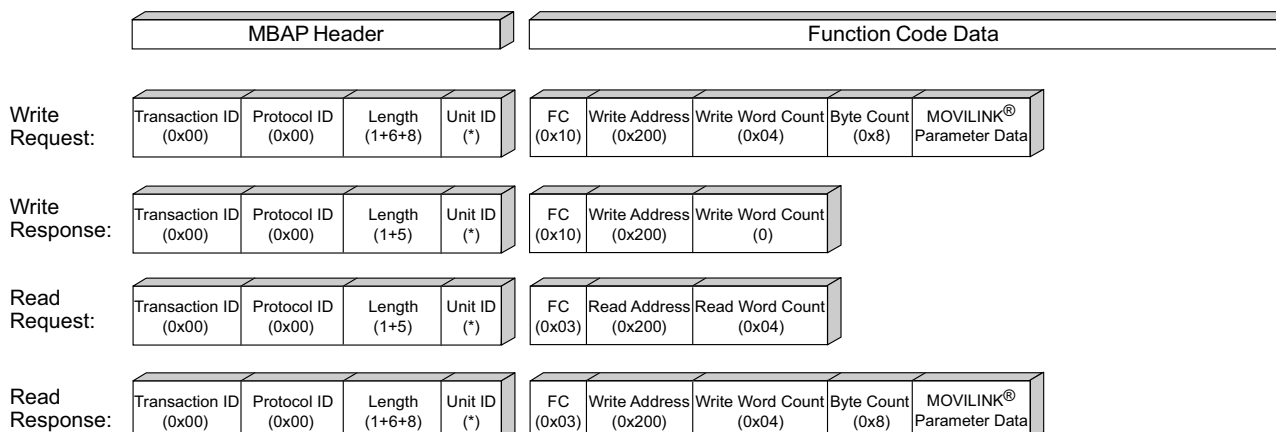 MBAP Header
Function Code Data
Write Request:
Transaction ID (0x00)
Protocol ID (0x00)
Length (1+6+8)
Unit ID (*)
FC (0x10)
Write Address (0x200)
Write Word Count (0x04)
Byte Count (0x8)
MOVILINK® Parameter Data
Write Response:
Transaction ID (0x00)
Protocol ID (0x00)
Length (1+5)
Unit ID (*)
FC (0x10)
Write Address (0x200)
Write Word Count (0)
Read Request:
Transaction ID (0x00)
Protocol ID (0x00)
Length (1+5)
Unit ID (*)
FC (0x03)
Read Address (0x200)
Read Word Count (0x04)
Read Response:
Transaction ID (0x00)
Protocol ID (0x00)
Length (1+6+8)
Unit ID (*)
FC (0x03)
Write Address (0x200)
Write Word Count (0x04)
Byte Count (0x8)
MOVILINK® Parameter Data